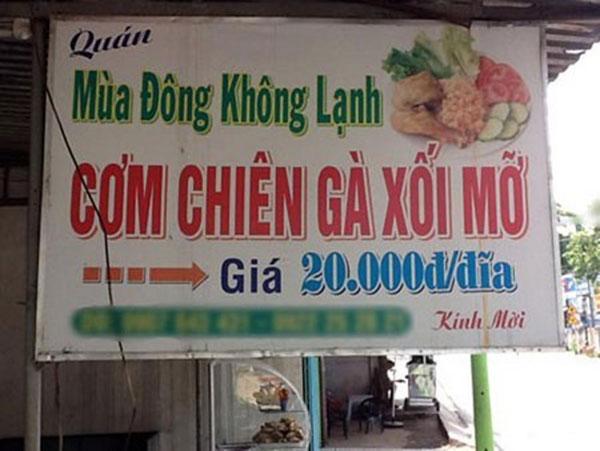 Quán
Mùa Đông Không Lạnh
CƠM CHIÊN GÀ XỐI MỠ
Giá 20.000đ/đĩa
Kính Mời